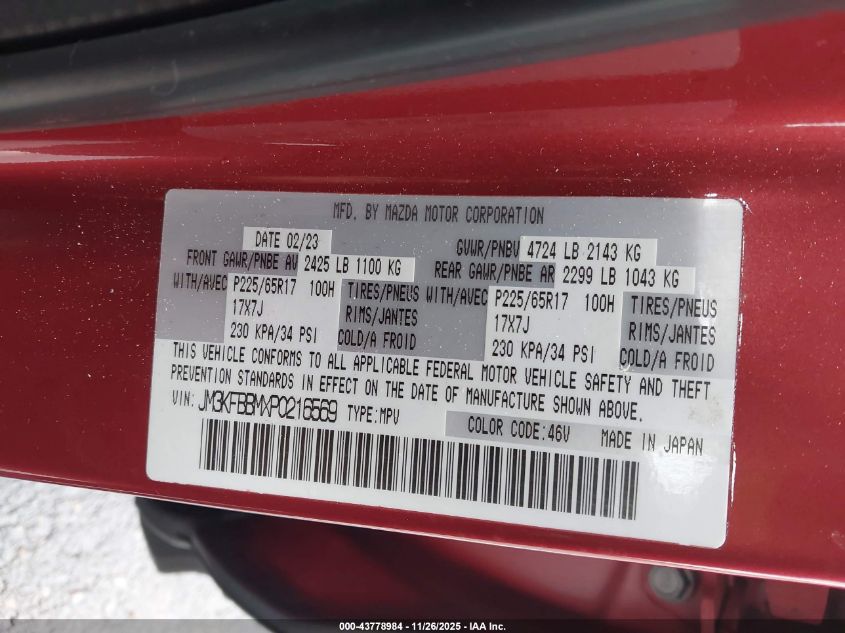 MFD. BY MAZDA MOTOR CORPORATION
DATE 02/23 GVWR/PNBV 4724 LB 2143 KG
FRONT GAWR/PNBE AV 2425 LB 1100 KG REAR GAWR/PNBE AR 2299 LB 1043 KG
WITH/AVEC P225/65R17 100H TIRES/PNEUS WITH/AVEC P225/65R17 100H TIRES/PNEUS
17X7J RIMS/JANTES 17X7J RIMS/JANTES
230 KPA/34 PSI COLD/A FROID 230 KPA/34 PSI COLD/A FROID
THIS VEHICLE CONFORMS TO ALL APPLICABLE FEDERAL MOTOR VEHICLE SAFETY AND THEFT
PREVENTION STANDARDS IN EFFECT ON THE DATE OF MANUFACTURE SHOWN ABOVE.
VIN: JM3KFBBMXP0216569 TYPE:MPV
COLOR CODE:46V MADE IN JAPAN
000-43778984 - 11/26/2025 - IAA Inc.